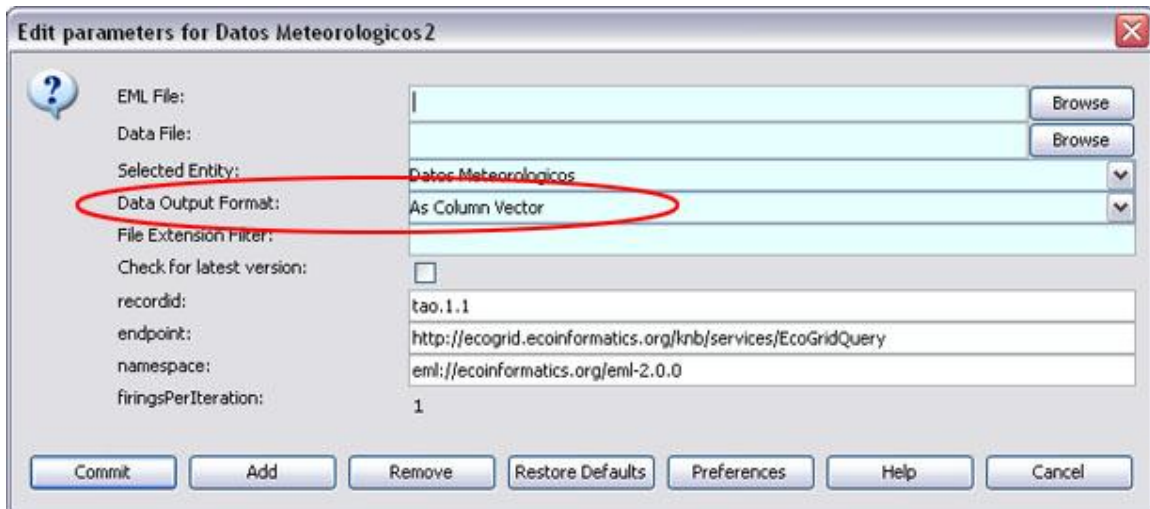 Edit parameters for Datos Meteorologicos2
EML File:
Browse
Data File:
Browse
Selected Entity: Datos Meteorologicos
Data Output Format: As Column Vector
File Extension Filter:
Check for latest version:
recordid: tao.1.1
endpoint: http://ecogrid.ecoinformatics.org/knb/services/EcoGridQuery
namespace: eml://ecoinformatics.org/eml-2.0.0
firingsPerIteration: 1
Commit Add Remove Restore Defaults Preferences Help Cancel